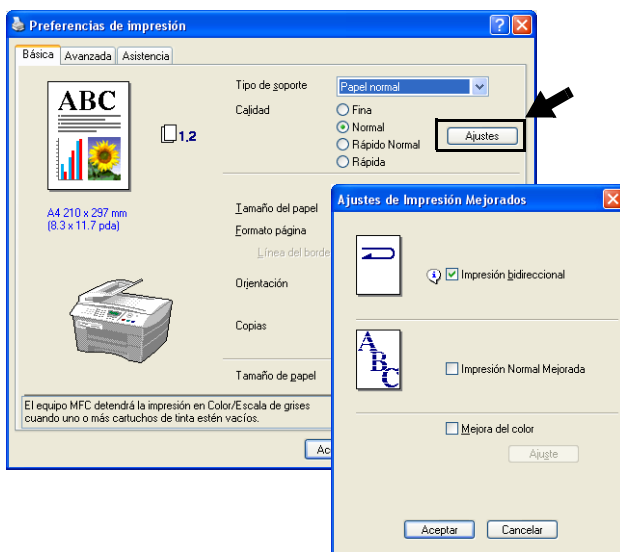 Preferencias de impresión
Básica Avanzada Asistencia
ABC
1,2
A4 210 x 297 mm
(8.3 x 11.7 pda)
Tipo de soporte Papel normal
Calidad Fina
Normal
Rápido Normal
Rápida
Ajustes
Tamaño del papel
Formato página
Línea del borde
Orientación
Copias
Tamaño de papel
El equipo MFC detendrá la impresión en Color/Escala de grises
cuando uno o más cartuchos de tinta estén vacíos.
Ajustes de Impresión Mejorados
Impresión bidireccional
ABC
Impresión Normal Mejorada
Mejora del color
Ajuste
Aceptar Cancelar